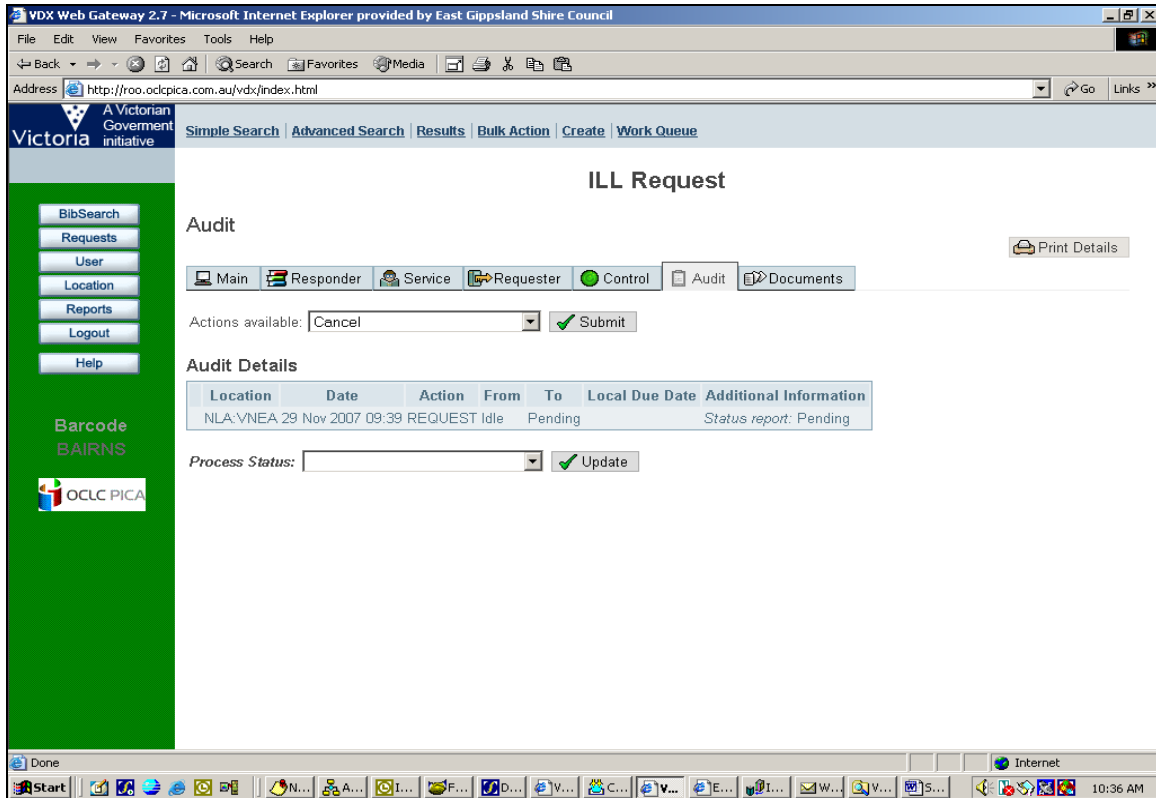 VDX Web Gateway 2.7 - Microsoft Internet Explorer provided by East Gippsland Shire Council
File Edit View Favorites Tools Help
Back Search Favorites Media
Address http://roo.oclcpica.com.au/vdx/index.html Go Links »
Victoria
A Victorian
Goverment
initiative
Simple Search | Advanced Search | Results | Bulk Action | Create | Work Queue
ILL Request
BibSearch
Requests
User
Location
Reports
Logout
Help
Barcode
BAIRNS
OCLC PICA
Audit
Print Details
Main Responder Service Requester Control Audit Documents
Actions available: Cancel Submit
Audit Details
Location Date Action From To Local Due Date Additional Information
NLA:VNEA 29 Nov 2007 09:39 REQUEST Idle Pending Status report: Pending
Process Status: Update
Done Internet
Start N... A... I... F... D... V... C... V... E... I... W... V... S... 10:36 AM